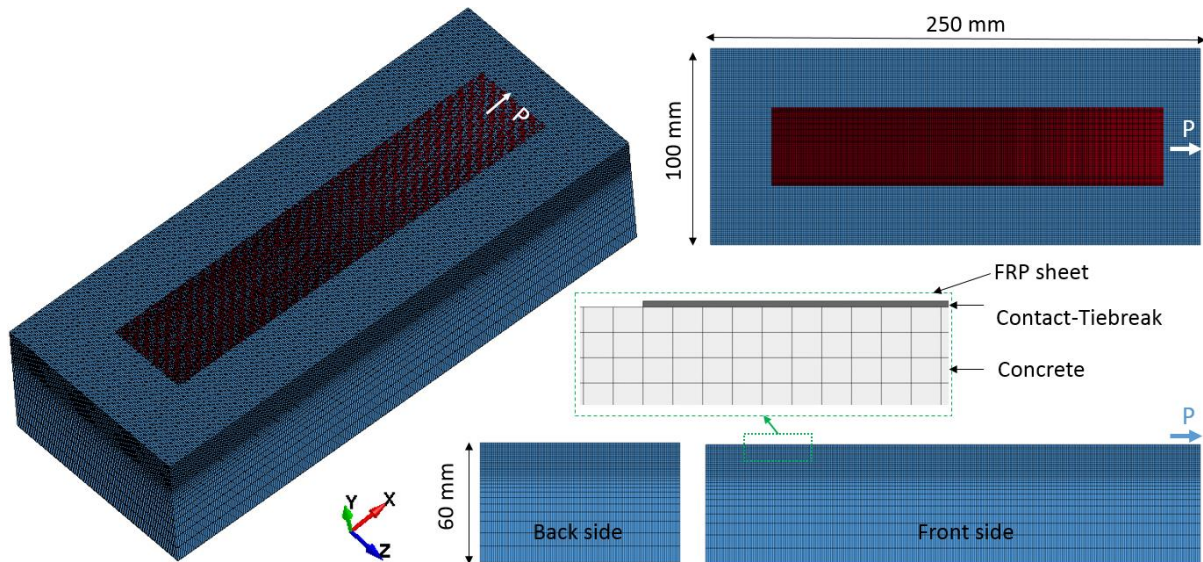 250 mm
100 mm
P
P
FRP sheet
Contact-Tiebreak
Concrete
P
60 mm
Back side
Front side
Y
X
Z